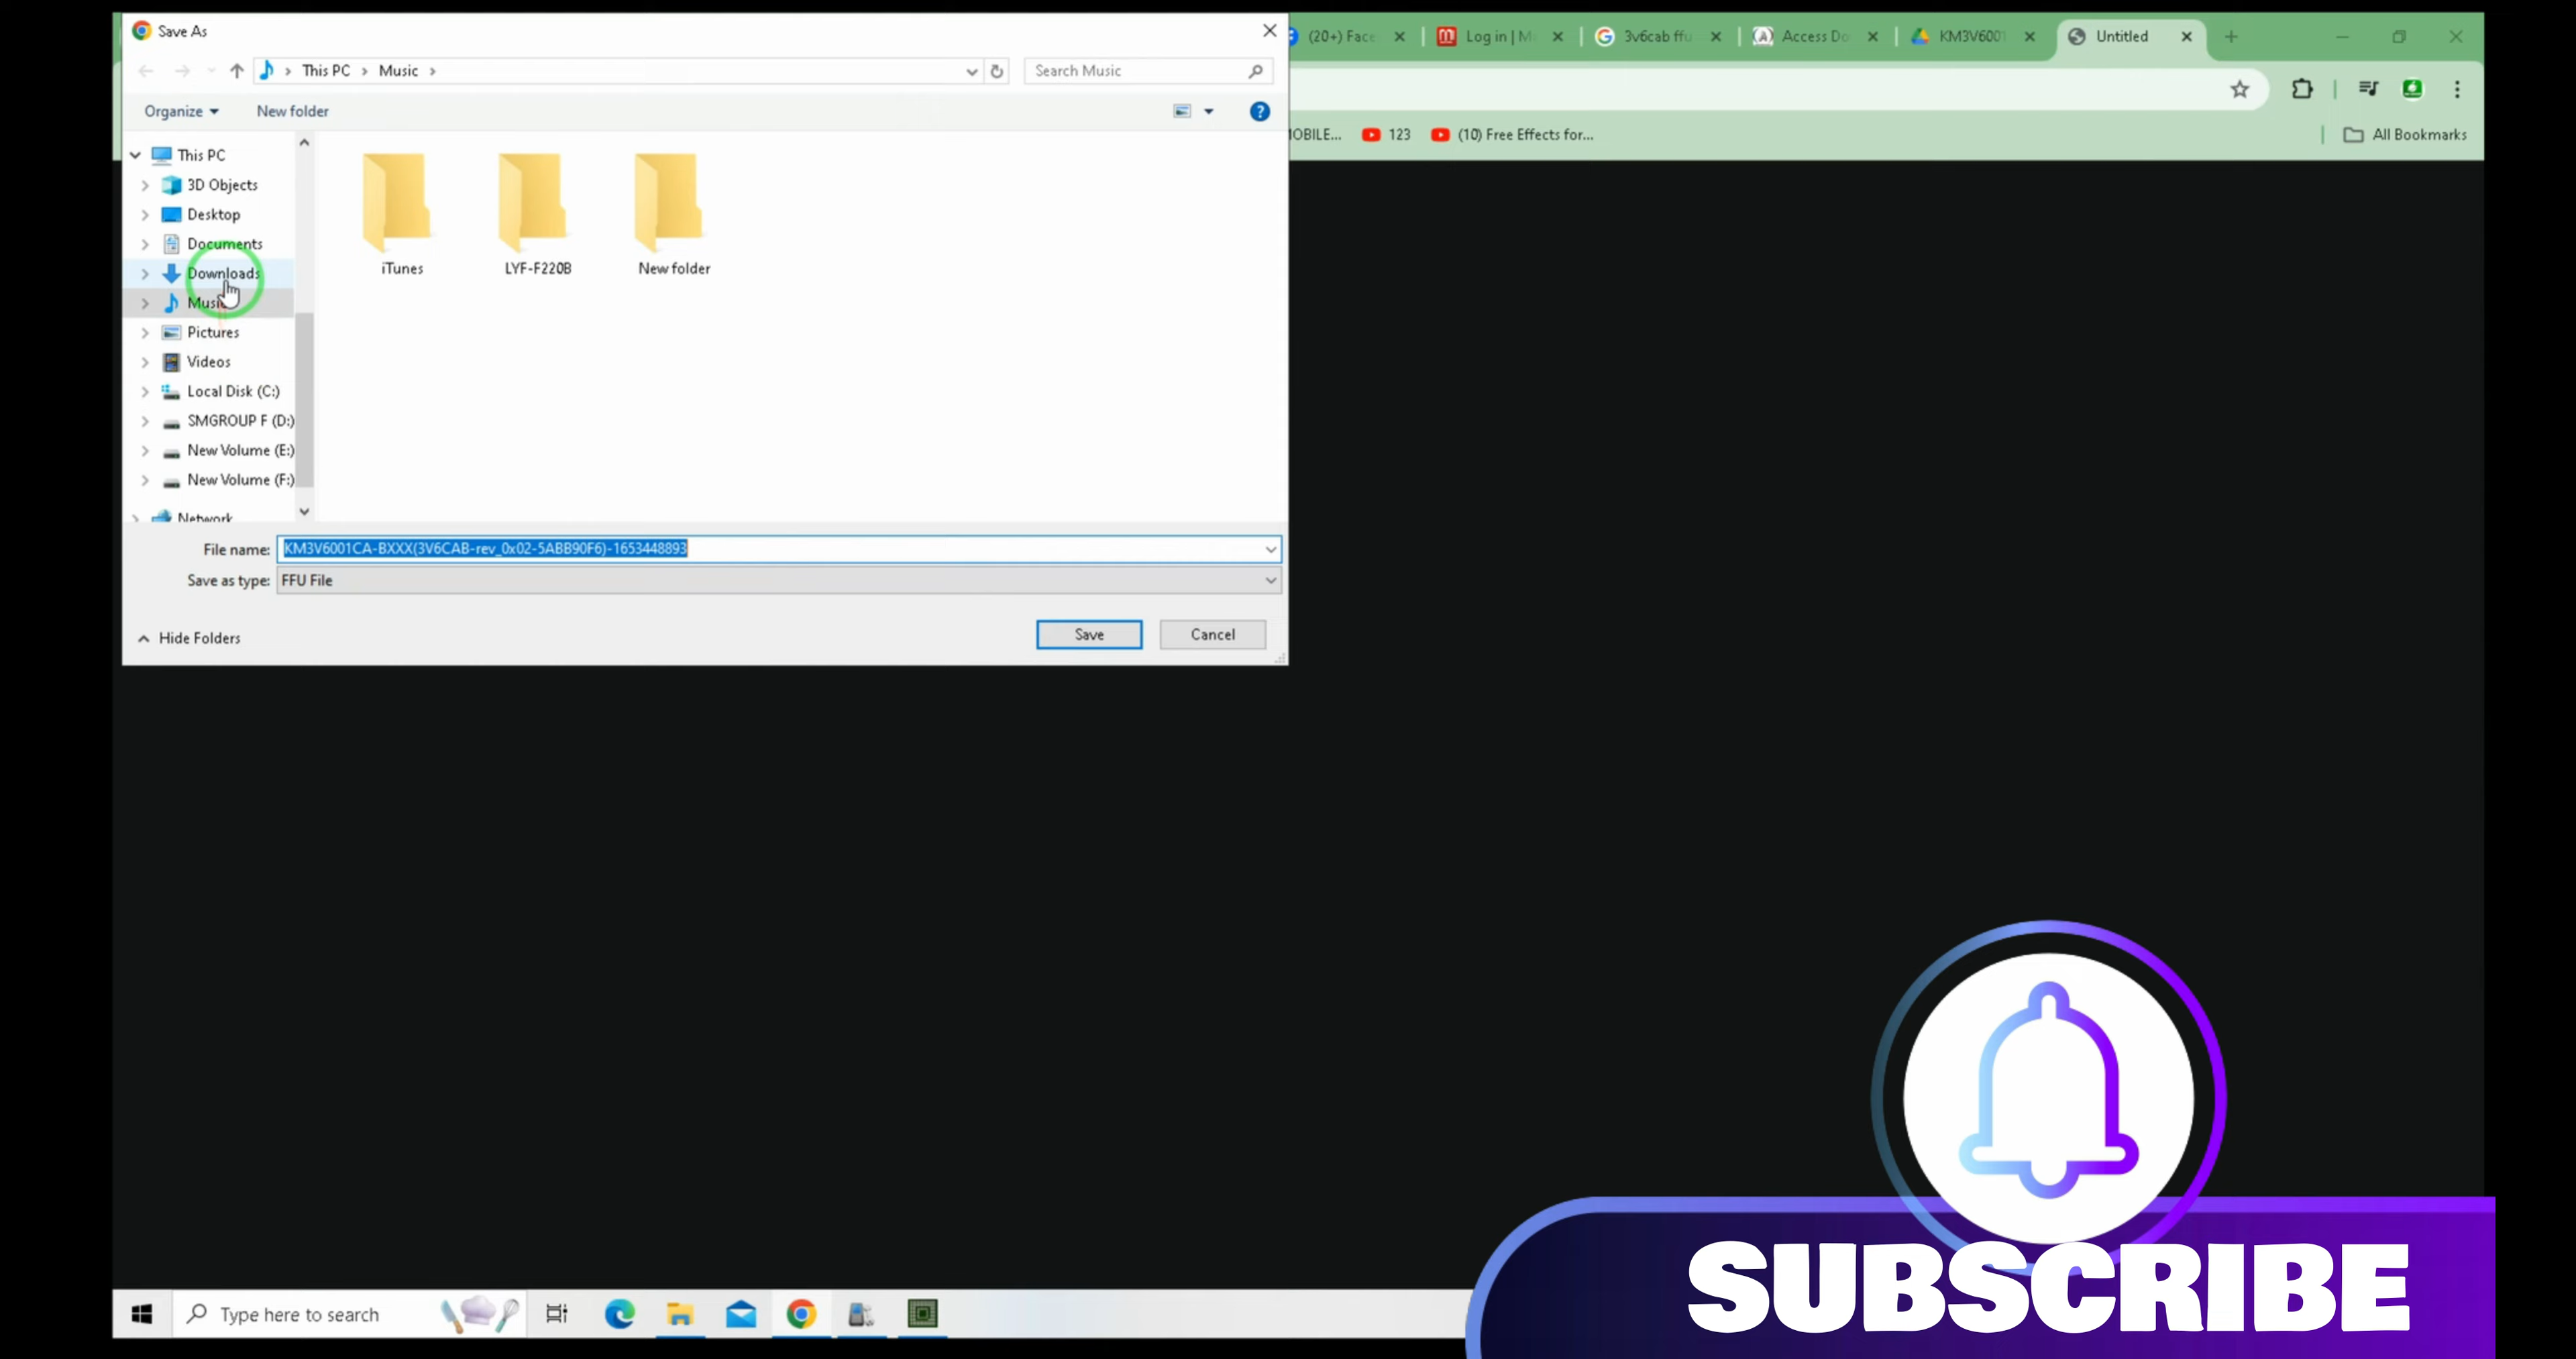 Save As
(20+) Face
Log in | M
3v6cab ffu
Access Do
KM3V6001
Untitled
This PC > Music >
Search Music
Organize
New folder
MOBILE...
123
(10) Free Effects for...
All Bookmarks
This PC
3D Objects
Desktop
Documents
Downloads
Music
Pictures
Videos
Local Disk (C:)
SMGROUP F (D:)
New Volume (E:)
New Volume (F:)
Network
iTunes
LYF-F220B
New folder
File name: KM3V6001CA-BXXX(3V6CAB-rev_0x02-5ABB90F6)-1653448893
Save as type: FFU File
Hide Folders
Save
Cancel
SUBSCRIBE
Type here to search